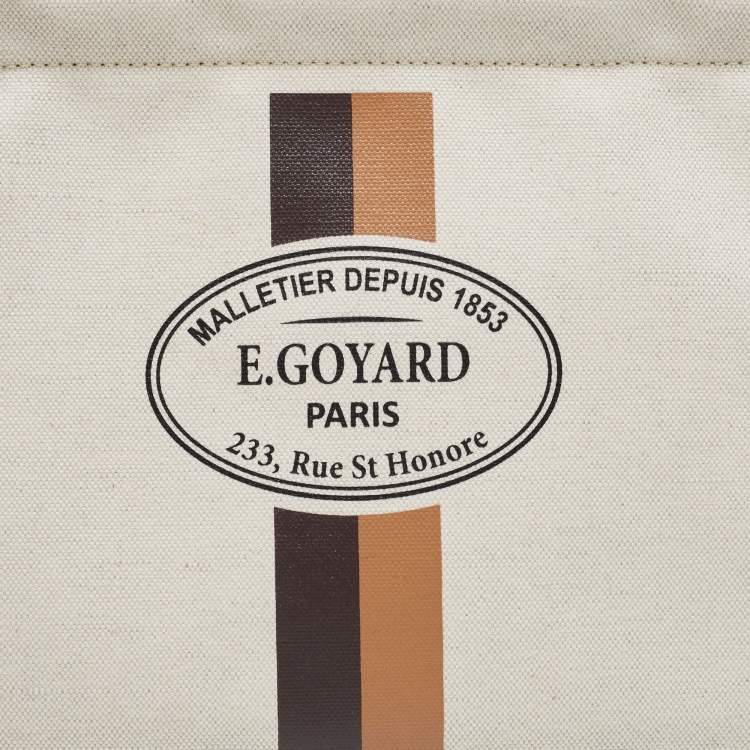 MALLETIER DEPUIS 1853
E.GOYARD
PARIS
233, Rue St Honore